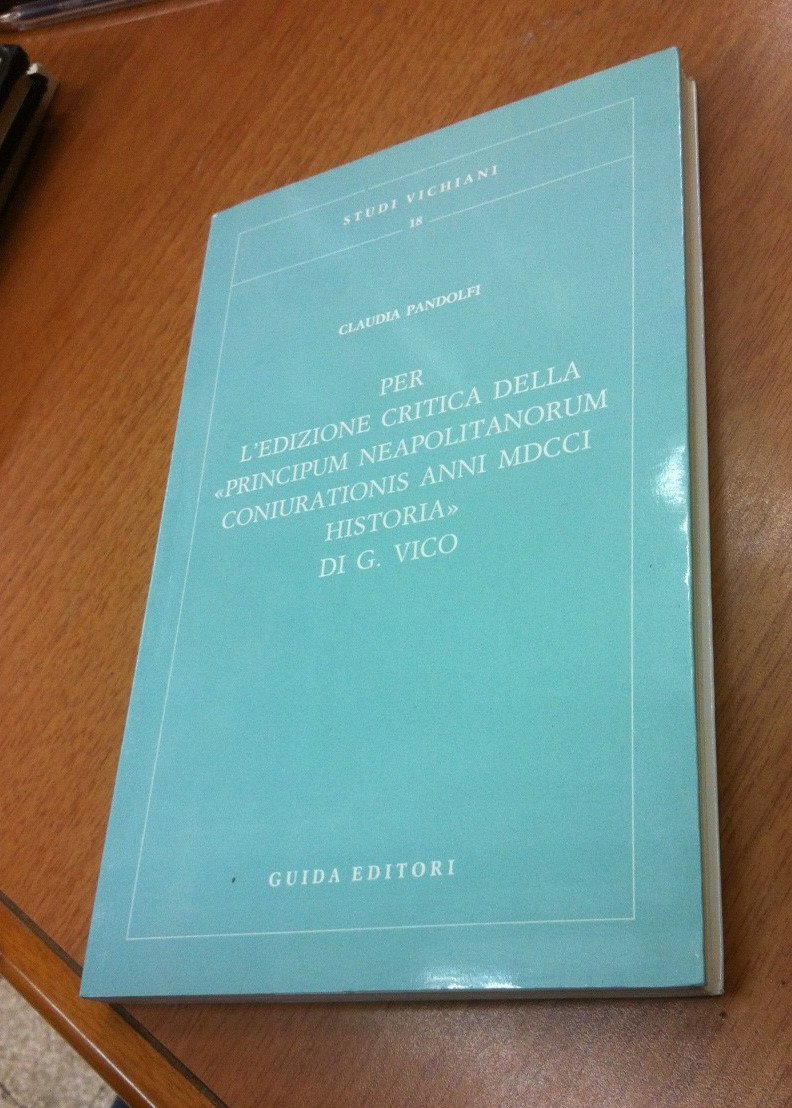 STUDI VICHIANI
18
CLAUDIA PANDOLFI
PER
L'EDIZIONE CRITICA DELLA
«PRINCIPUM NEAPOLITANORUM
CONIURATIONIS ANNI MDCCI
HISTORIA»
DI G. VICO
GUIDA EDITORI